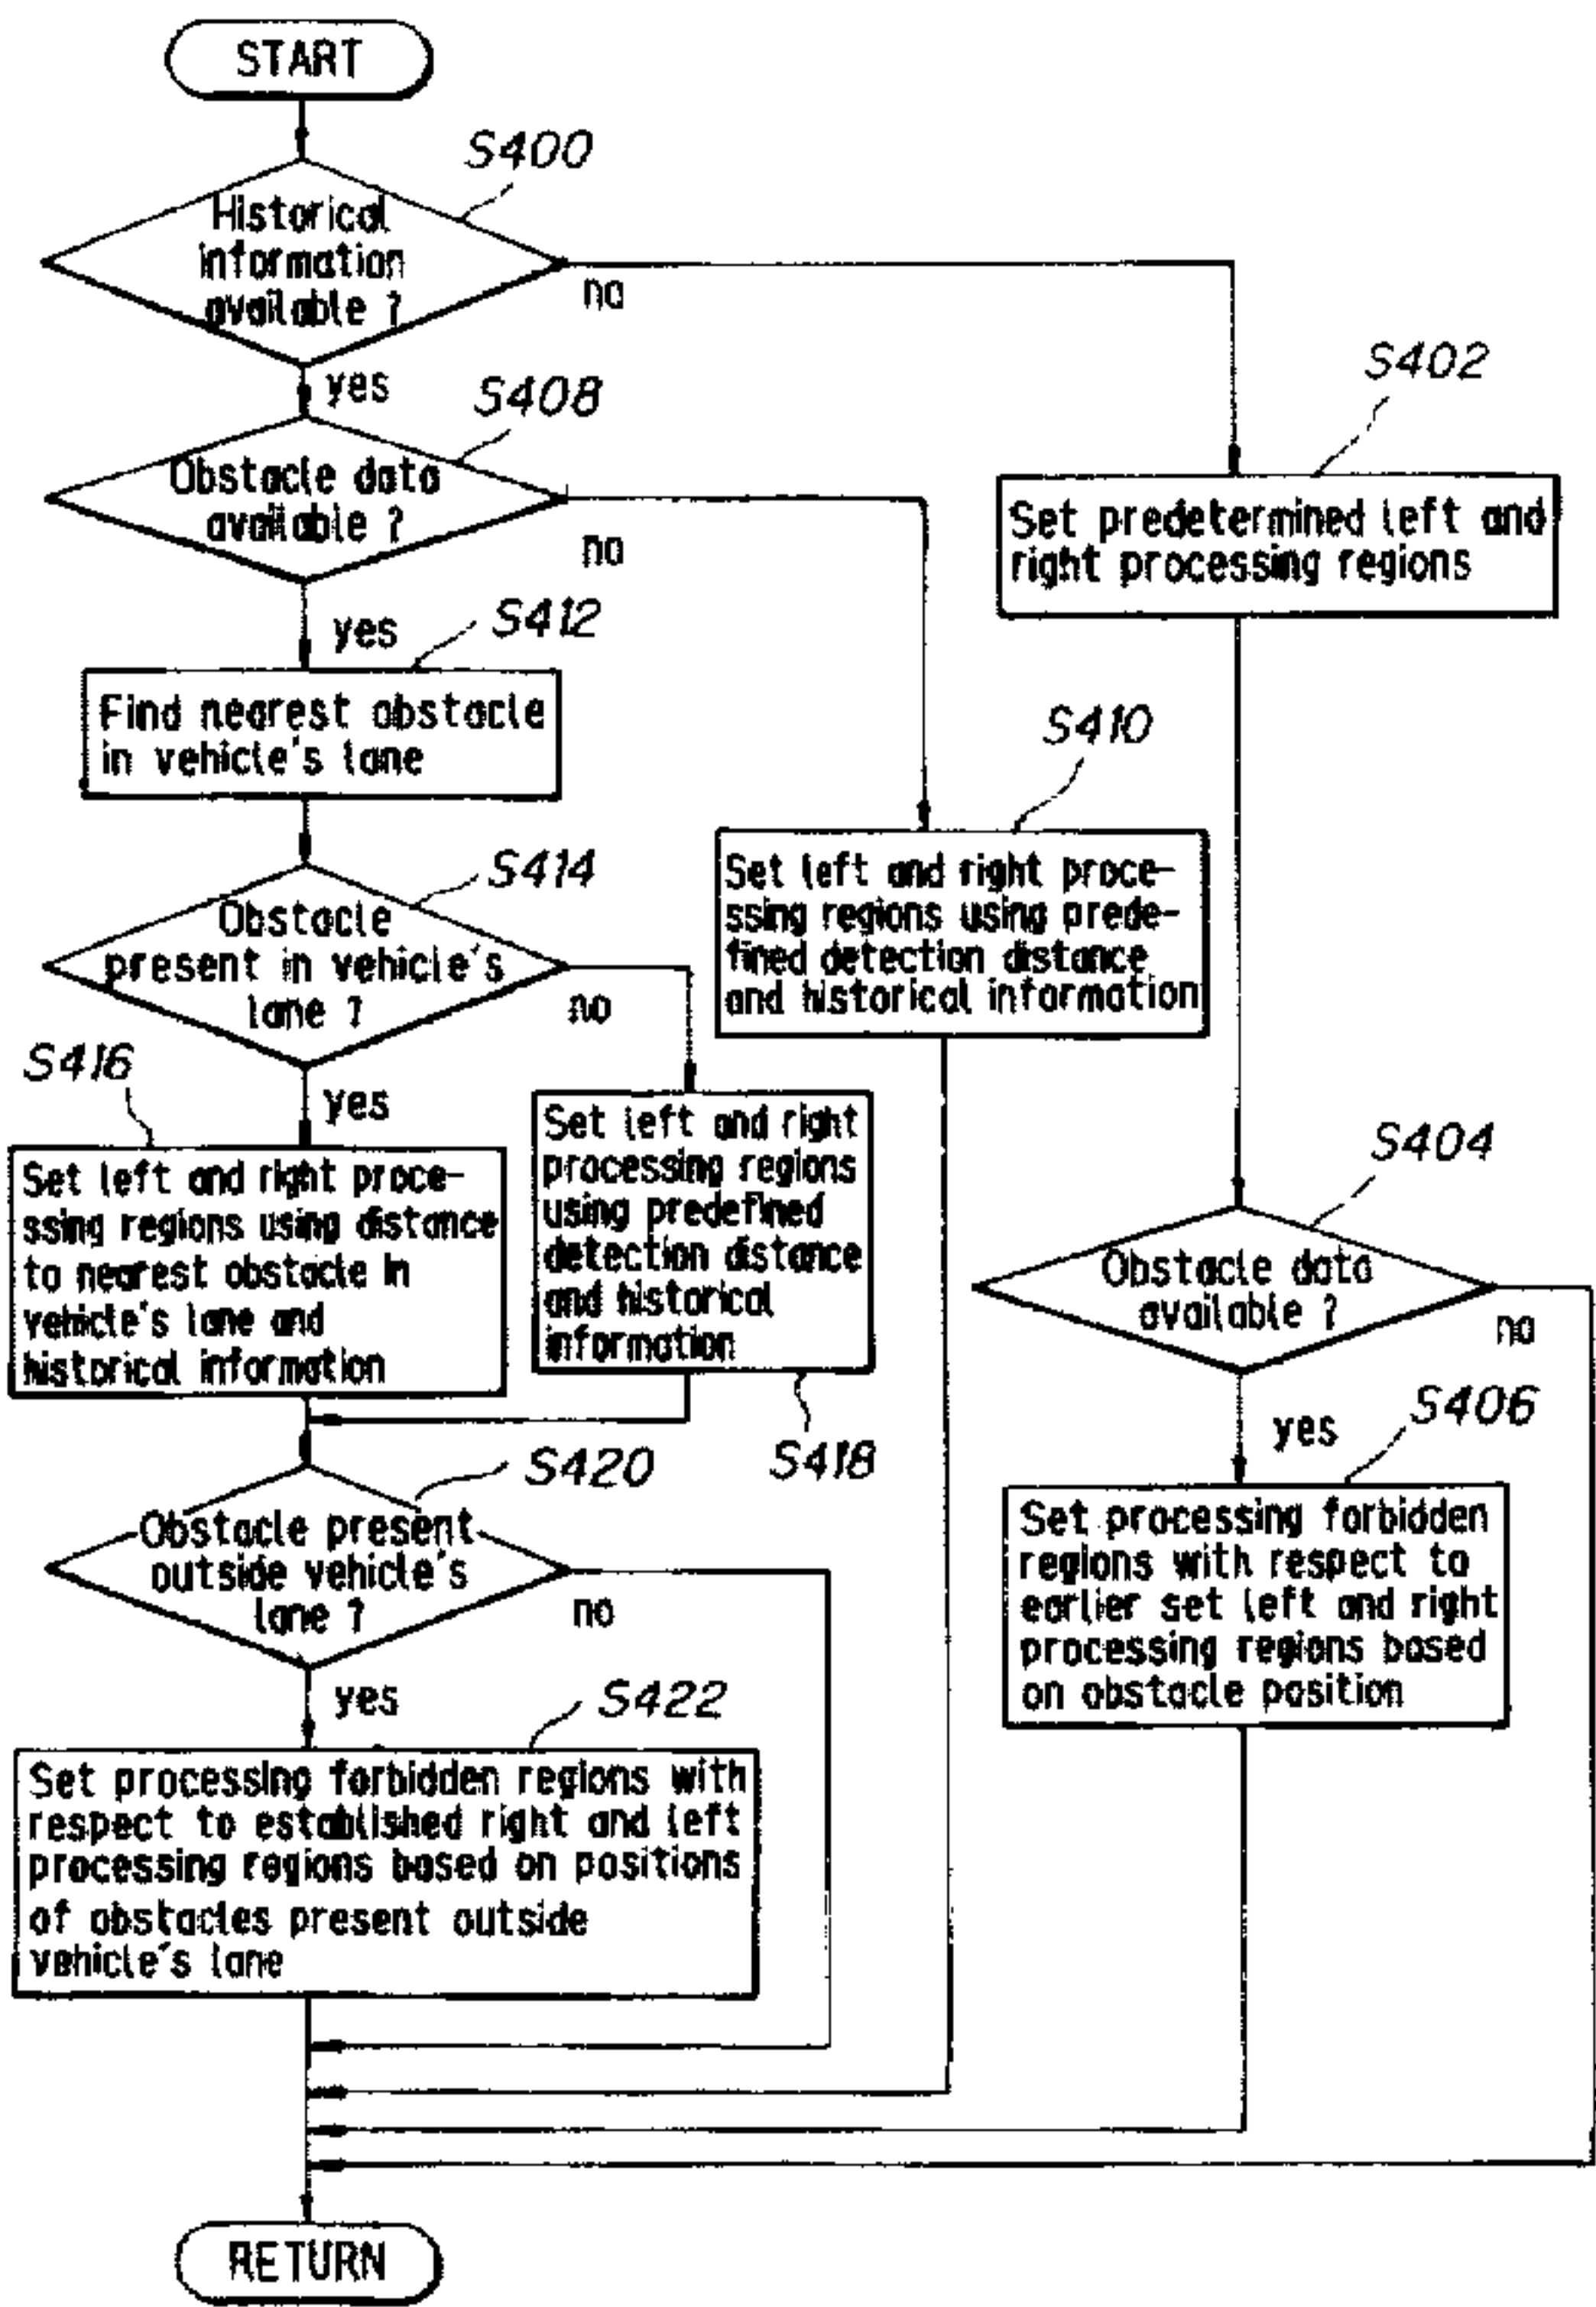 START
S400
Historical
information
available ?
no
yes
S408
S402
Obstacle data
available ?
no
Set predetermined left and
right processing regions
yes
S412
Find nearest obstacle
in vehicle's lane
S410
S414
Set left and right proce-
ssing regions using prede-
fined detection distance
and historical information
Obstacle
present in vehicle's
lane ?
no
S416
yes
Set left and right
processing regions
using predefined
detection distance
and historical
information
S404
Set left and right proce-
ssing regions using distance
to nearest obstacle in
vehicle's lane and
historical information
Obstacle data
available ?
no
S418
S406
yes
S420
Obstacle present
outside vehicle's
lane ?
no
Set processing forbidden
regions with respect to
earlier set left and right
processing regions based
on obstacle position
yes
S422
Set processing forbidden regions with
respect to established right and left
processing regions based on positions
of obstacles present outside
vehicle's lane
RETURN